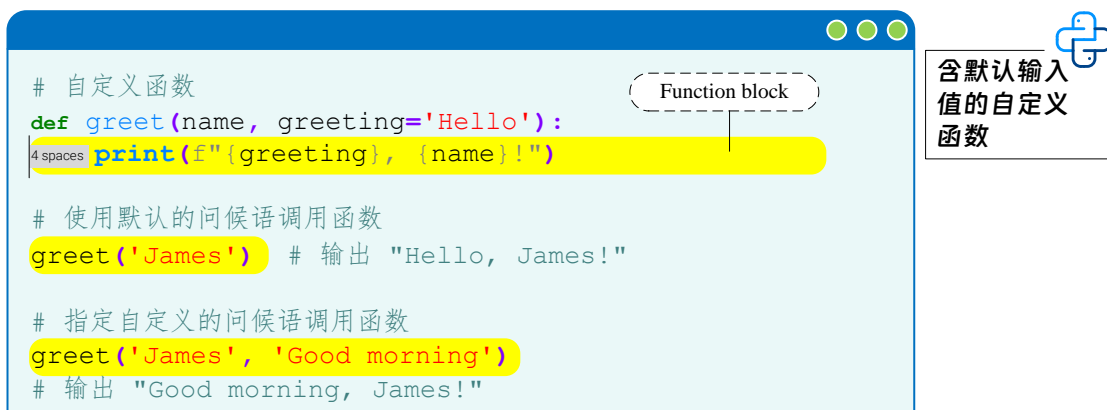 # 自定义函数
Function block
def greet(name, greeting='Hello'):
4 spaces print(f"{greeting}, {name}!")
# 使用默认的问候语调用函数
greet('James') # 输出 "Hello, James!"
# 指定自定义的问候语调用函数
greet('James', 'Good morning')
# 输出 "Good morning, James!"
含默认输入
值的自定义
函数